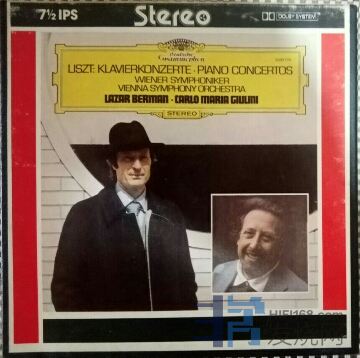 7½ IPS
Stereo
DOLBY SYSTEM
Deutsche
Grammophon
LISZT: KLAVIERKONZERTE · PIANO CONCERTOS
WIENER SYMPHONIKER
VIENNA SYMPHONY ORCHESTRA
LAZAR BERMAN · CARLO MARIA GIULINI
STEREO
HIFI168.com